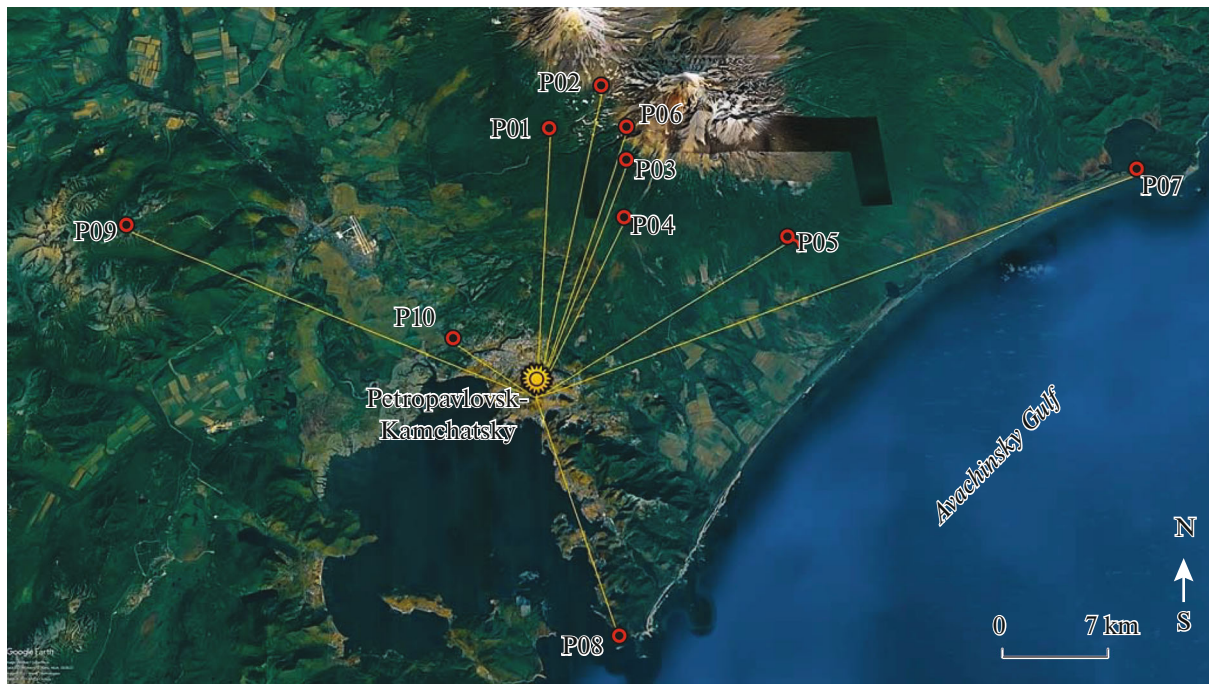 P02
P06
P01
P03
P07
P04
P09
P05
P10
Petropavlovsk-
Kamchatsky
Avachinsky Gulf
N
S
0 7 km
P08
Google Earth